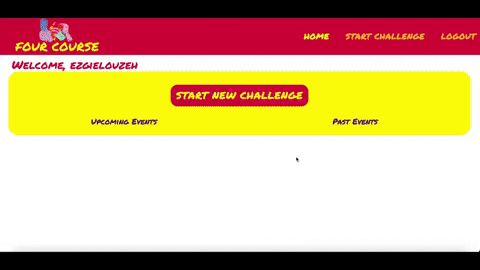 FOUR COURSE
HOME START CHALLENGE LOGOUT
Welcome, ezgielouzeh
START NEW CHALLENGE
Upcoming Events Past Events